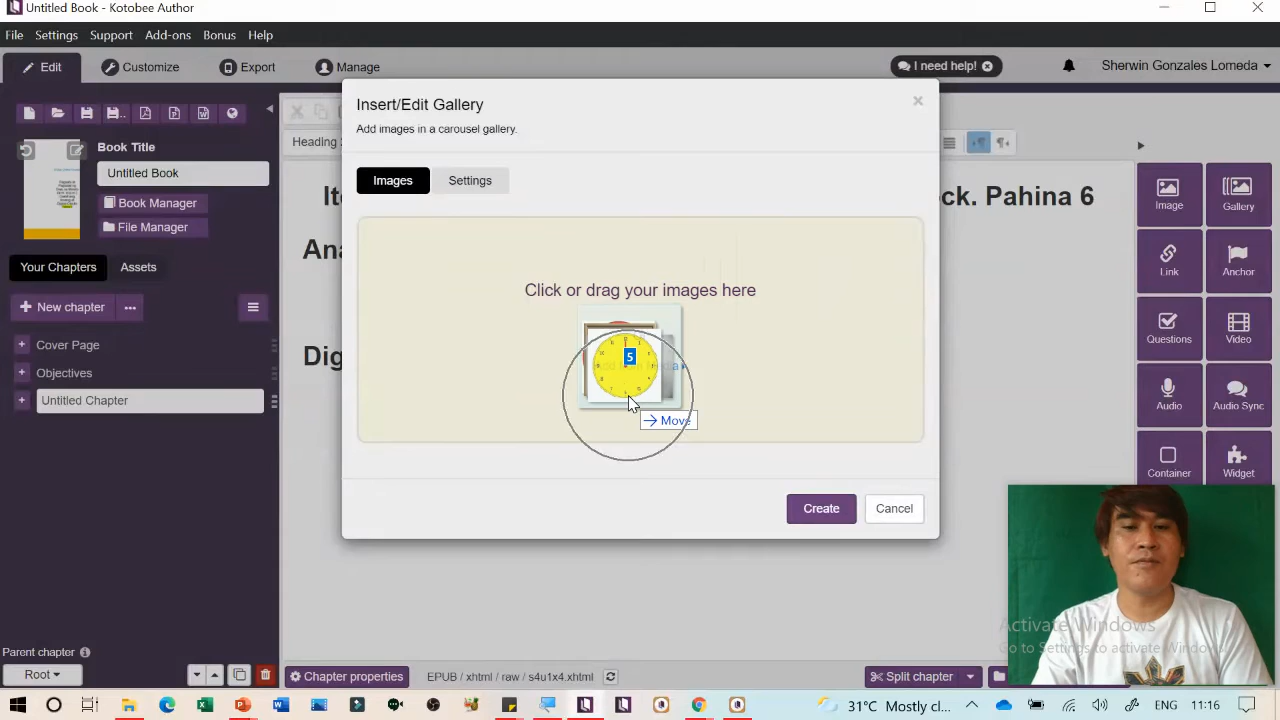 Untitled Book - Kotobee Author
File Settings Support Add-ons Bonus Help
Edit Customize Export Manage
I need help! Sherwin Gonzales Lomeda
Book Title
Untitled Book
Book Manager
File Manager
Your Chapters Assets
New chapter
Cover Page
Objectives
Untitled Chapter
Parent chapter
Root
Heading
Ite
ck. Pahina 6
Ana
Dig
Insert/Edit Gallery
Add images in a carousel gallery.
Images Settings
Click or drag your images here
5
Move
Create Cancel
Image Gallery
Link Anchor
Questions Video
Audio Audio Sync
Container Widget
Activate Windows
Go to Settings to activate Windows.
Chapter properties EPUB / xhtml / raw / s4u1x4.xhtml Split chapter
31°C Mostly c... ENG 11:16